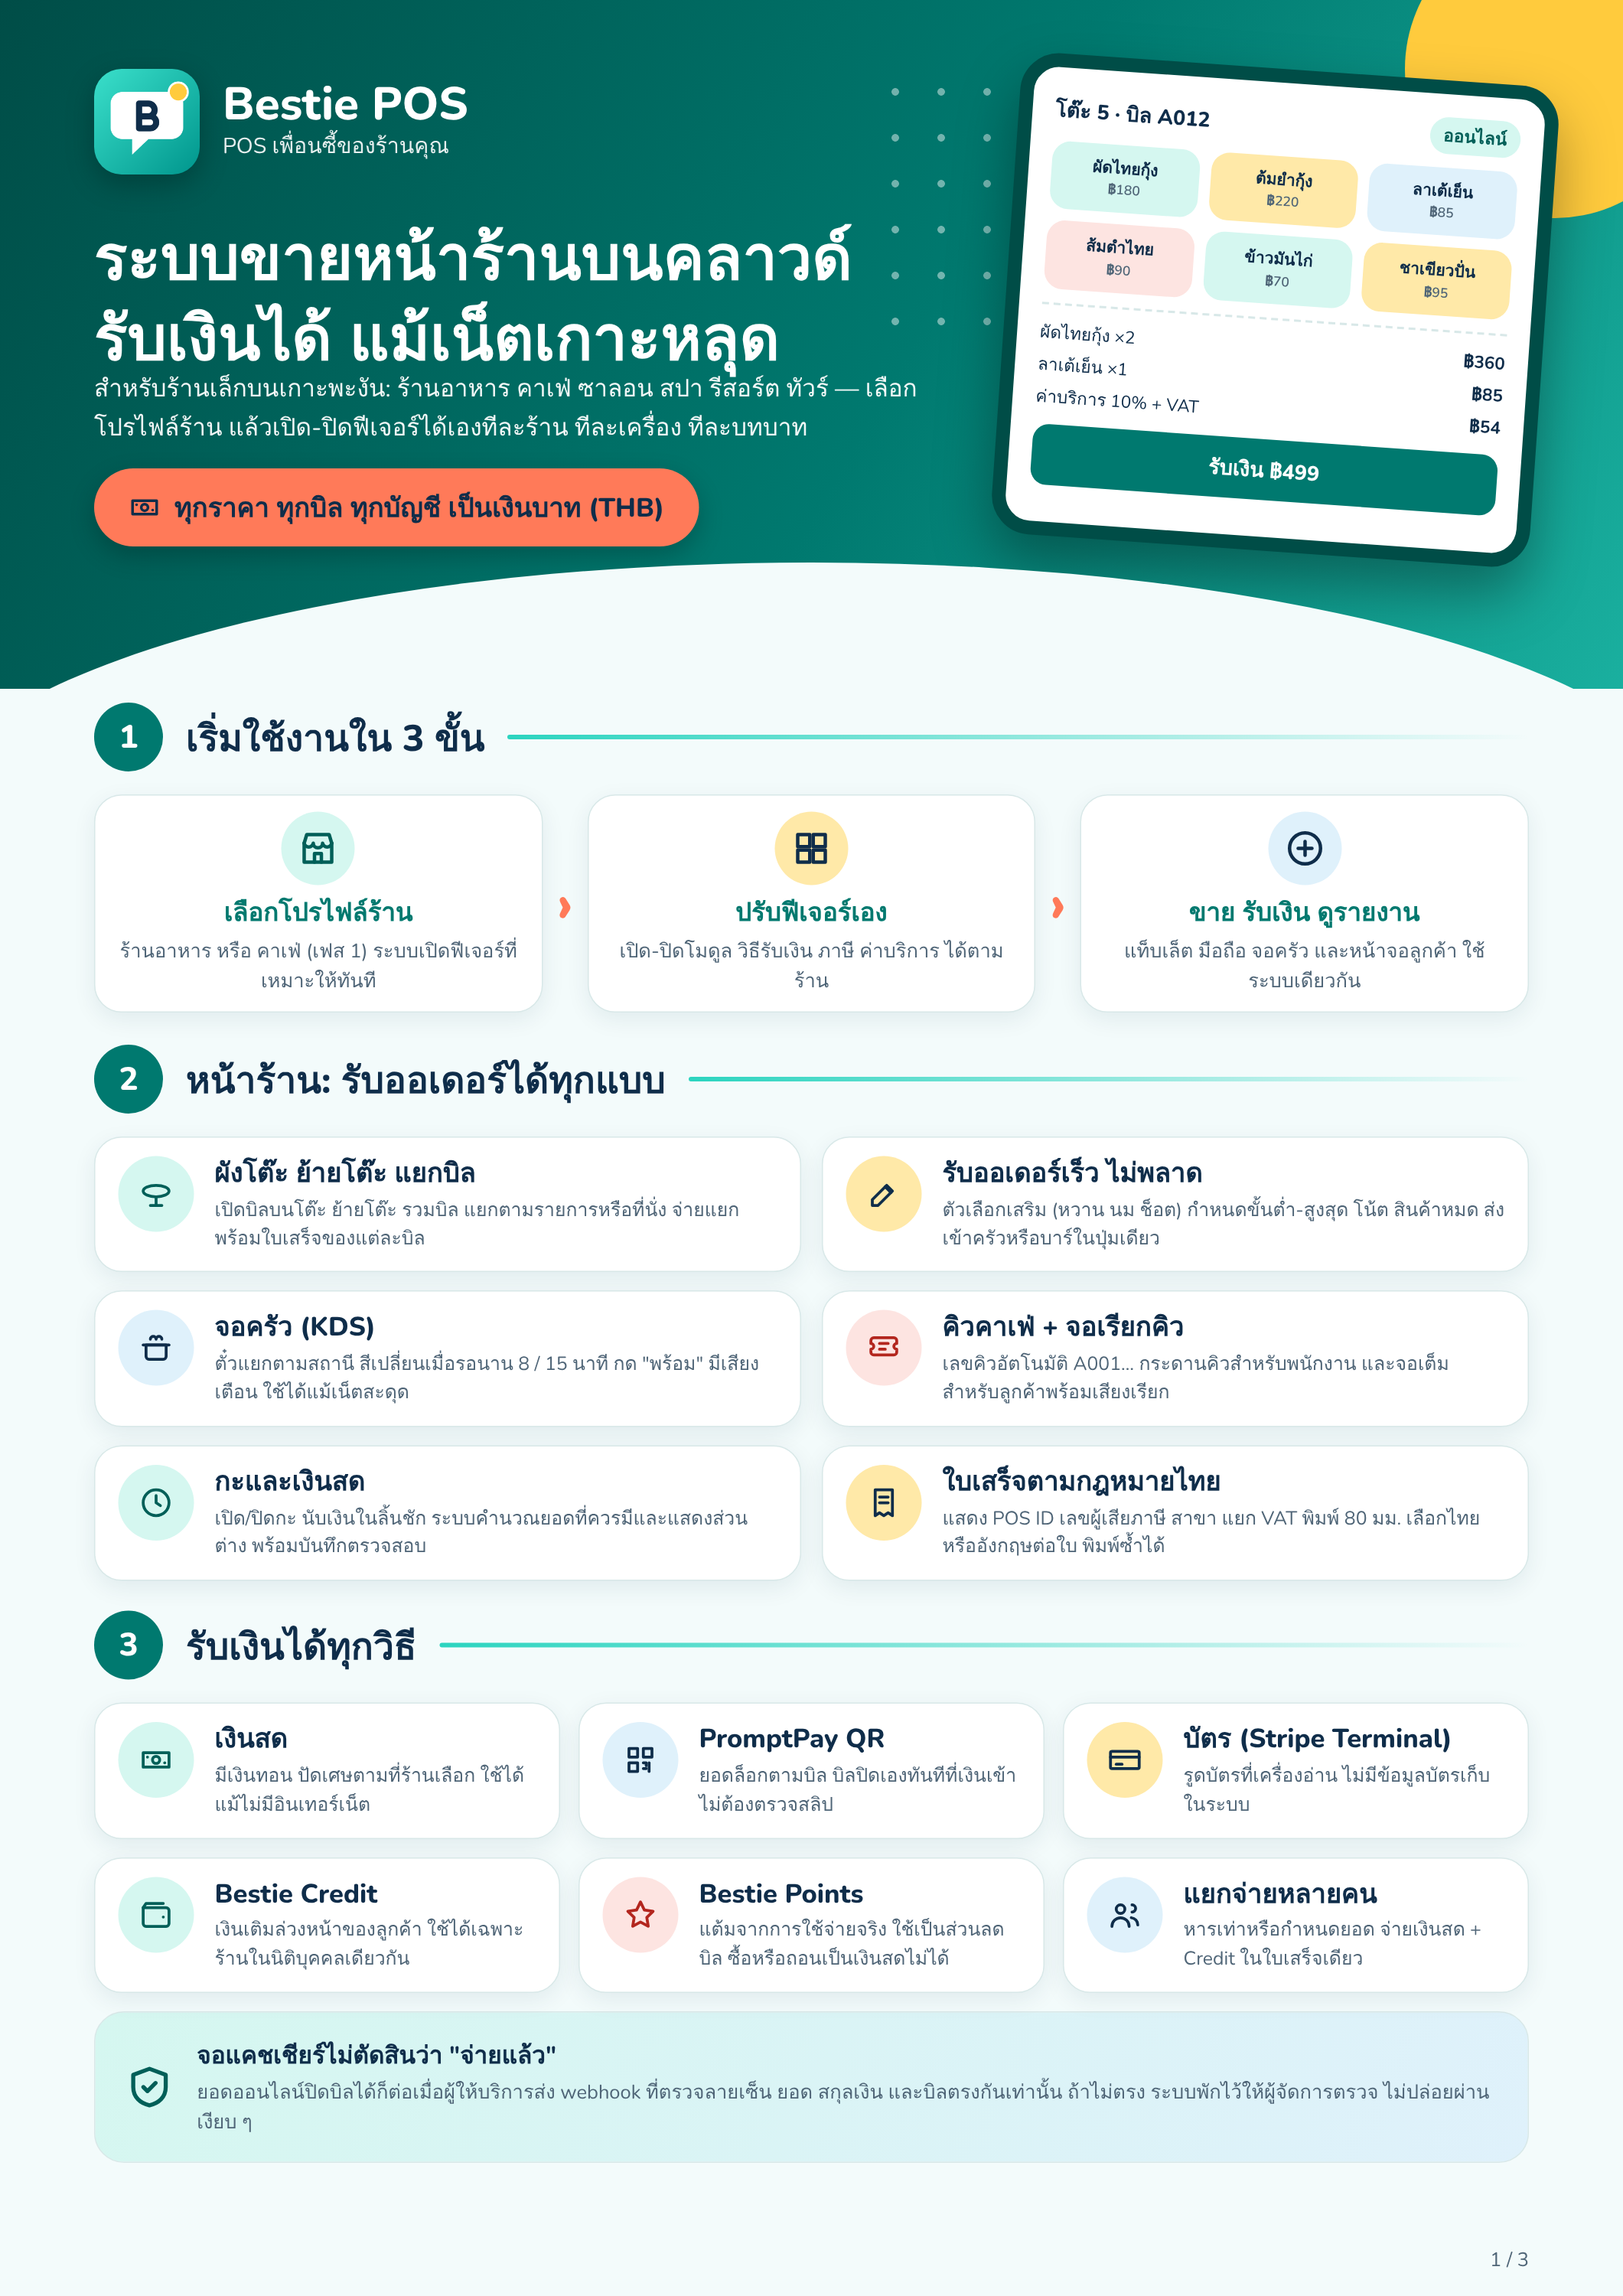 B
Bestie POS
POS เพื่อนซี้ของร้านคุณ
ระบบขายหน้าร้านบนคลาวด์
รับเงินได้ แม้เน็ตเกาะหลุด
สำหรับร้านเล็กบนเกาะพะงัน: ร้านอาหาร คาเฟ่ ซาลอน สปา รีสอร์ต ทัวร์ — เลือก
โปรไฟล์ร้าน แล้วเปิด-ปิดฟีเจอร์ได้เองทีละร้าน ทีละเครื่อง ทีละบทบาท
ทุกราคา ทุกบิล ทุกบัญชี เป็นเงินบาท (THB)
โต๊ะ 5 · บิล A012
ออนไลน์
ผัดไทยกุ้ง
฿180
ต้มยำกุ้ง
฿220
ลาเต้เย็น
฿85
ส้มตำไทย
฿90
ข้าวมันไก่
฿70
ชาเขียวปั่น
฿95
ผัดไทยกุ้ง ×2 ฿360
ลาเต้เย็น ×1 ฿85
ค่าบริการ 10% + VAT ฿54
รับเงิน ฿499
1 เริ่มใช้งานใน 3 ขั้น
เลือกโปรไฟล์ร้าน
ร้านอาหาร หรือ คาเฟ่ (เฟส 1) ระบบเปิดฟีเจอร์ที่
เหมาะให้ทันที
ปรับฟีเจอร์เอง
เปิด-ปิดโมดูล วิธีรับเงิน ภาษี ค่าบริการ ได้ตาม
ร้าน
ขาย รับเงิน ดูรายงาน
แท็บเล็ต มือถือ จอครัว และหน้าจอลูกค้า ใช้
ระบบเดียวกัน
2 หน้าร้าน: รับออเดอร์ได้ทุกแบบ
ผังโต๊ะ ย้ายโต๊ะ แยกบิล
เปิดบิลบนโต๊ะ ย้ายโต๊ะ รวมบิล แยกตามรายการหรือที่นั่ง จ่ายแยก
พร้อมใบเสร็จของแต่ละบิล
รับออเดอร์เร็ว ไม่พลาด
ตัวเลือกเสริม (หวาน นม ช็อต) กำหนดขั้นต่ำ-สูงสุด โน้ต สินค้าหมด ส่ง
เข้าครัวหรือบาร์ในปุ่มเดียว
จอครัว (KDS)
ตั๋วแยกตามสถานี สีเปลี่ยนเมื่อรอนาน 8 / 15 นาที กด "พร้อม" มีเสียง
เตือน ใช้ได้แม้เน็ตสะดุด
คิวคาเฟ่ + จอเรียกคิว
เลขคิวอัตโนมัติ A001… กระดานคิวสำหรับพนักงาน และจอเต็ม
สำหรับลูกค้าพร้อมเสียงเรียก
กะและเงินสด
เปิด/ปิดกะ นับเงินในลิ้นชัก ระบบคำนวณยอดที่ควรมีและแสดงส่วน
ต่าง พร้อมบันทึกตรวจสอบ
ใบเสร็จตามกฎหมายไทย
แสดง POS ID เลขผู้เสียภาษี สาขา แยก VAT พิมพ์ 80 มม. เลือกไทย
หรืออังกฤษต่อใบ พิมพ์ซ้ำได้
3 รับเงินได้ทุกวิธี
เงินสด
มีเงินทอน ปัดเศษตามที่ร้านเลือก ใช้ได้
แม้ไม่มีอินเทอร์เน็ต
PromptPay QR
ยอดล็อกตามบิล บิลปิดเองทันทีที่เงินเข้า
ไม่ต้องตรวจสลิป
บัตร (Stripe Terminal)
รูดบัตรที่เครื่องอ่าน ไม่มีข้อมูลบัตรเก็บ
ในระบบ
Bestie Credit
เงินเติมล่วงหน้าของลูกค้า ใช้ได้เฉพาะ
ร้านในนิติบุคคลเดียวกัน
Bestie Points
แต้มจากการใช้จ่ายจริง ใช้เป็นส่วนลด
บิล ซื้อหรือถอนเป็นเงินสดไม่ได้
แยกจ่ายหลายคน
หารเท่าหรือกำหนดยอด จ่ายเงินสด +
Credit ในใบเสร็จเดียว
จอแคชเชียร์ไม่ตัดสินว่า "จ่ายแล้ว"
ยอดออนไลน์ปิดบิลได้ก็ต่อเมื่อผู้ให้บริการส่ง webhook ที่ตรวจลายเซ็น ยอด สกุลเงิน และบิลตรงกันเท่านั้น ถ้าไม่ตรง ระบบพักไว้ให้ผู้จัดการตรวจ ไม่ปล่อยผ่าน
เงียบ ๆ
1 / 3